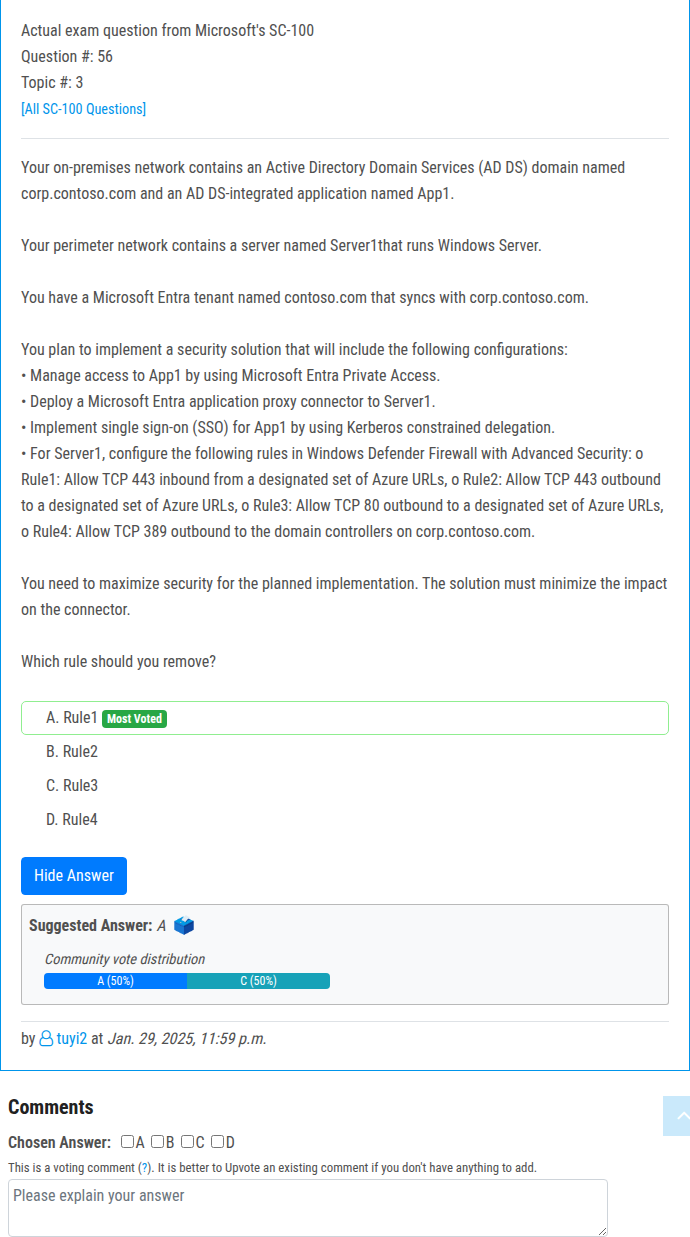 Actual exam question from Microsoft's SC-100
Question #: 56
Topic #: 3
[All SC-100 Questions]
Your on-premises network contains an Active Directory Domain Services (AD DS) domain named
corp.contoso.com and an AD DS-integrated application named App1.
Your perimeter network contains a server named Server1that runs Windows Server.
You have a Microsoft Entra tenant named contoso.com that syncs with corp.contoso.com.
You plan to implement a security solution that will include the following configurations:
• Manage access to App1 by using Microsoft Entra Private Access.
• Deploy a Microsoft Entra application proxy connector to Server1.
• Implement single sign-on (SSO) for App1 by using Kerberos constrained delegation.
• For Server1, configure the following rules in Windows Defender Firewall with Advanced Security: o
Rule1: Allow TCP 443 inbound from a designated set of Azure URLs, o Rule2: Allow TCP 443 outbound
to a designated set of Azure URLs, o Rule3: Allow TCP 80 outbound to a designated set of Azure URLs,
o Rule4: Allow TCP 389 outbound to the domain controllers on corp.contoso.com.
You need to maximize security for the planned implementation. The solution must minimize the impact
on the connector.
Which rule should you remove?
A. Rule1 Most Voted
B. Rule2
C. Rule3
D. Rule4
Hide Answer
Suggested Answer: A
Community vote distribution
A (50%) C (50%)
by tuyi2 at Jan. 29, 2025, 11:59 p.m.
Comments
Chosen Answer: A B C D
This is a voting comment (?). It is better to Upvote an existing comment if you don't have anything to add.
Please explain your answer